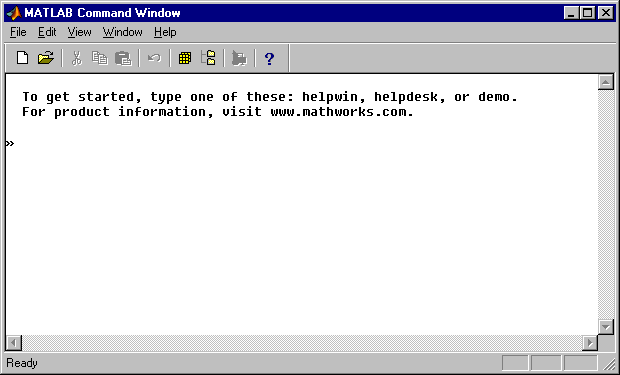 MATLAB Command Window
File Edit View Window Help
?
To get started, type one of these: helpwin, helpdesk, or demo.
For product information, visit www.mathworks.com.
»
Ready